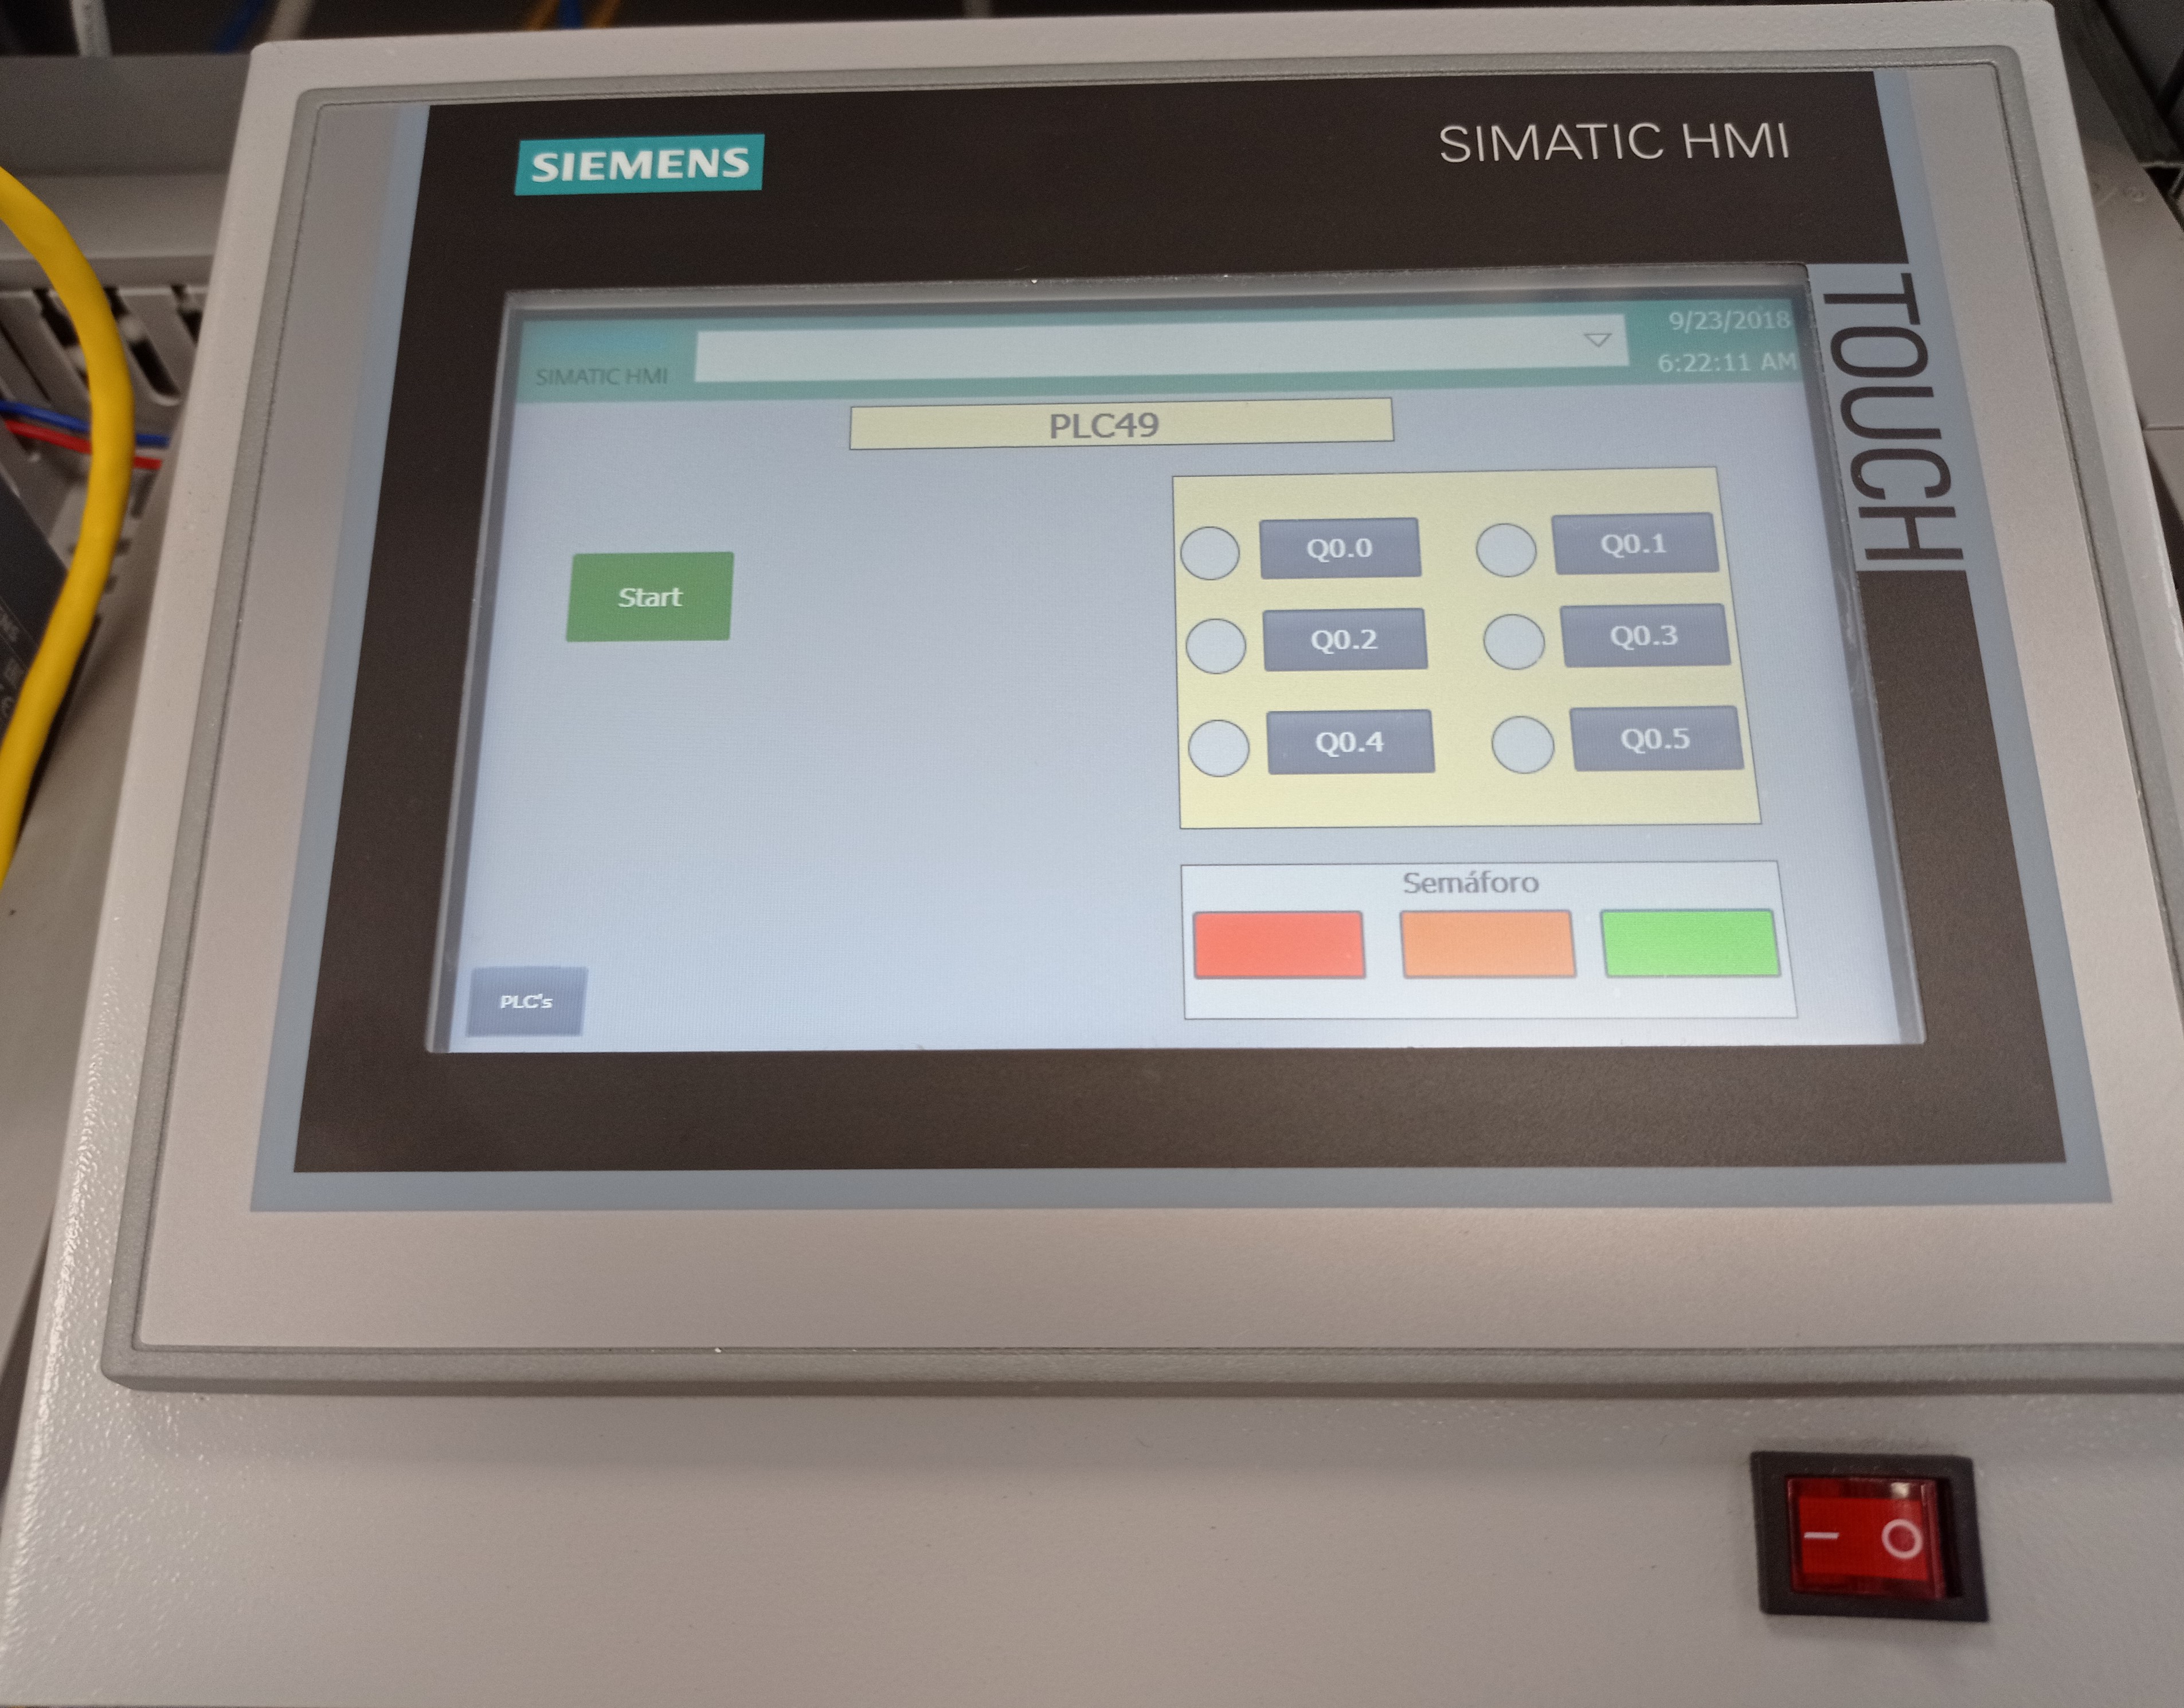 SIEMENS
SIMATIC HMI
TOUCH
SIMATIC HMI
9/23/2018
6:22:11 AM
PLC49
Start
Q0.0
Q0.1
Q0.2
Q0.3
Q0.4
Q0.5
Semáforo
PLC's